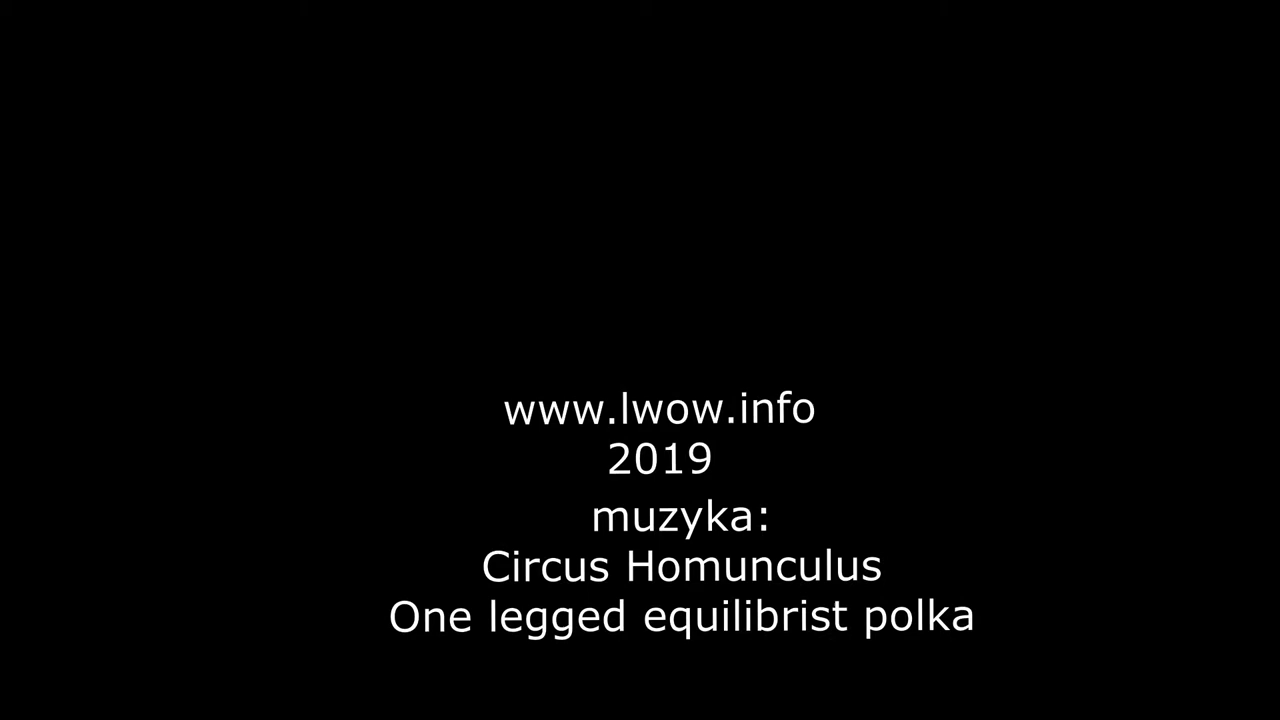 www.lwow.info
2019
muzyka:
Circus Homunculus
One legged equilibrist polka